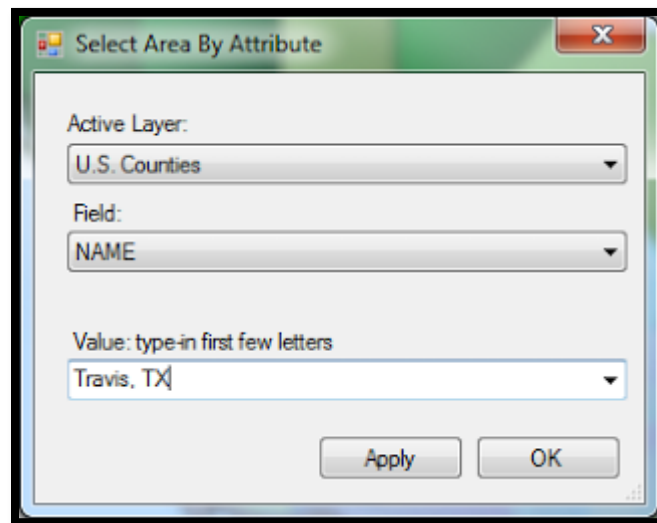 Select Area By Attribute
Active Layer:
U.S. Counties
Field:
NAME
Value: type-in first few letters
Travis, TX
Apply OK